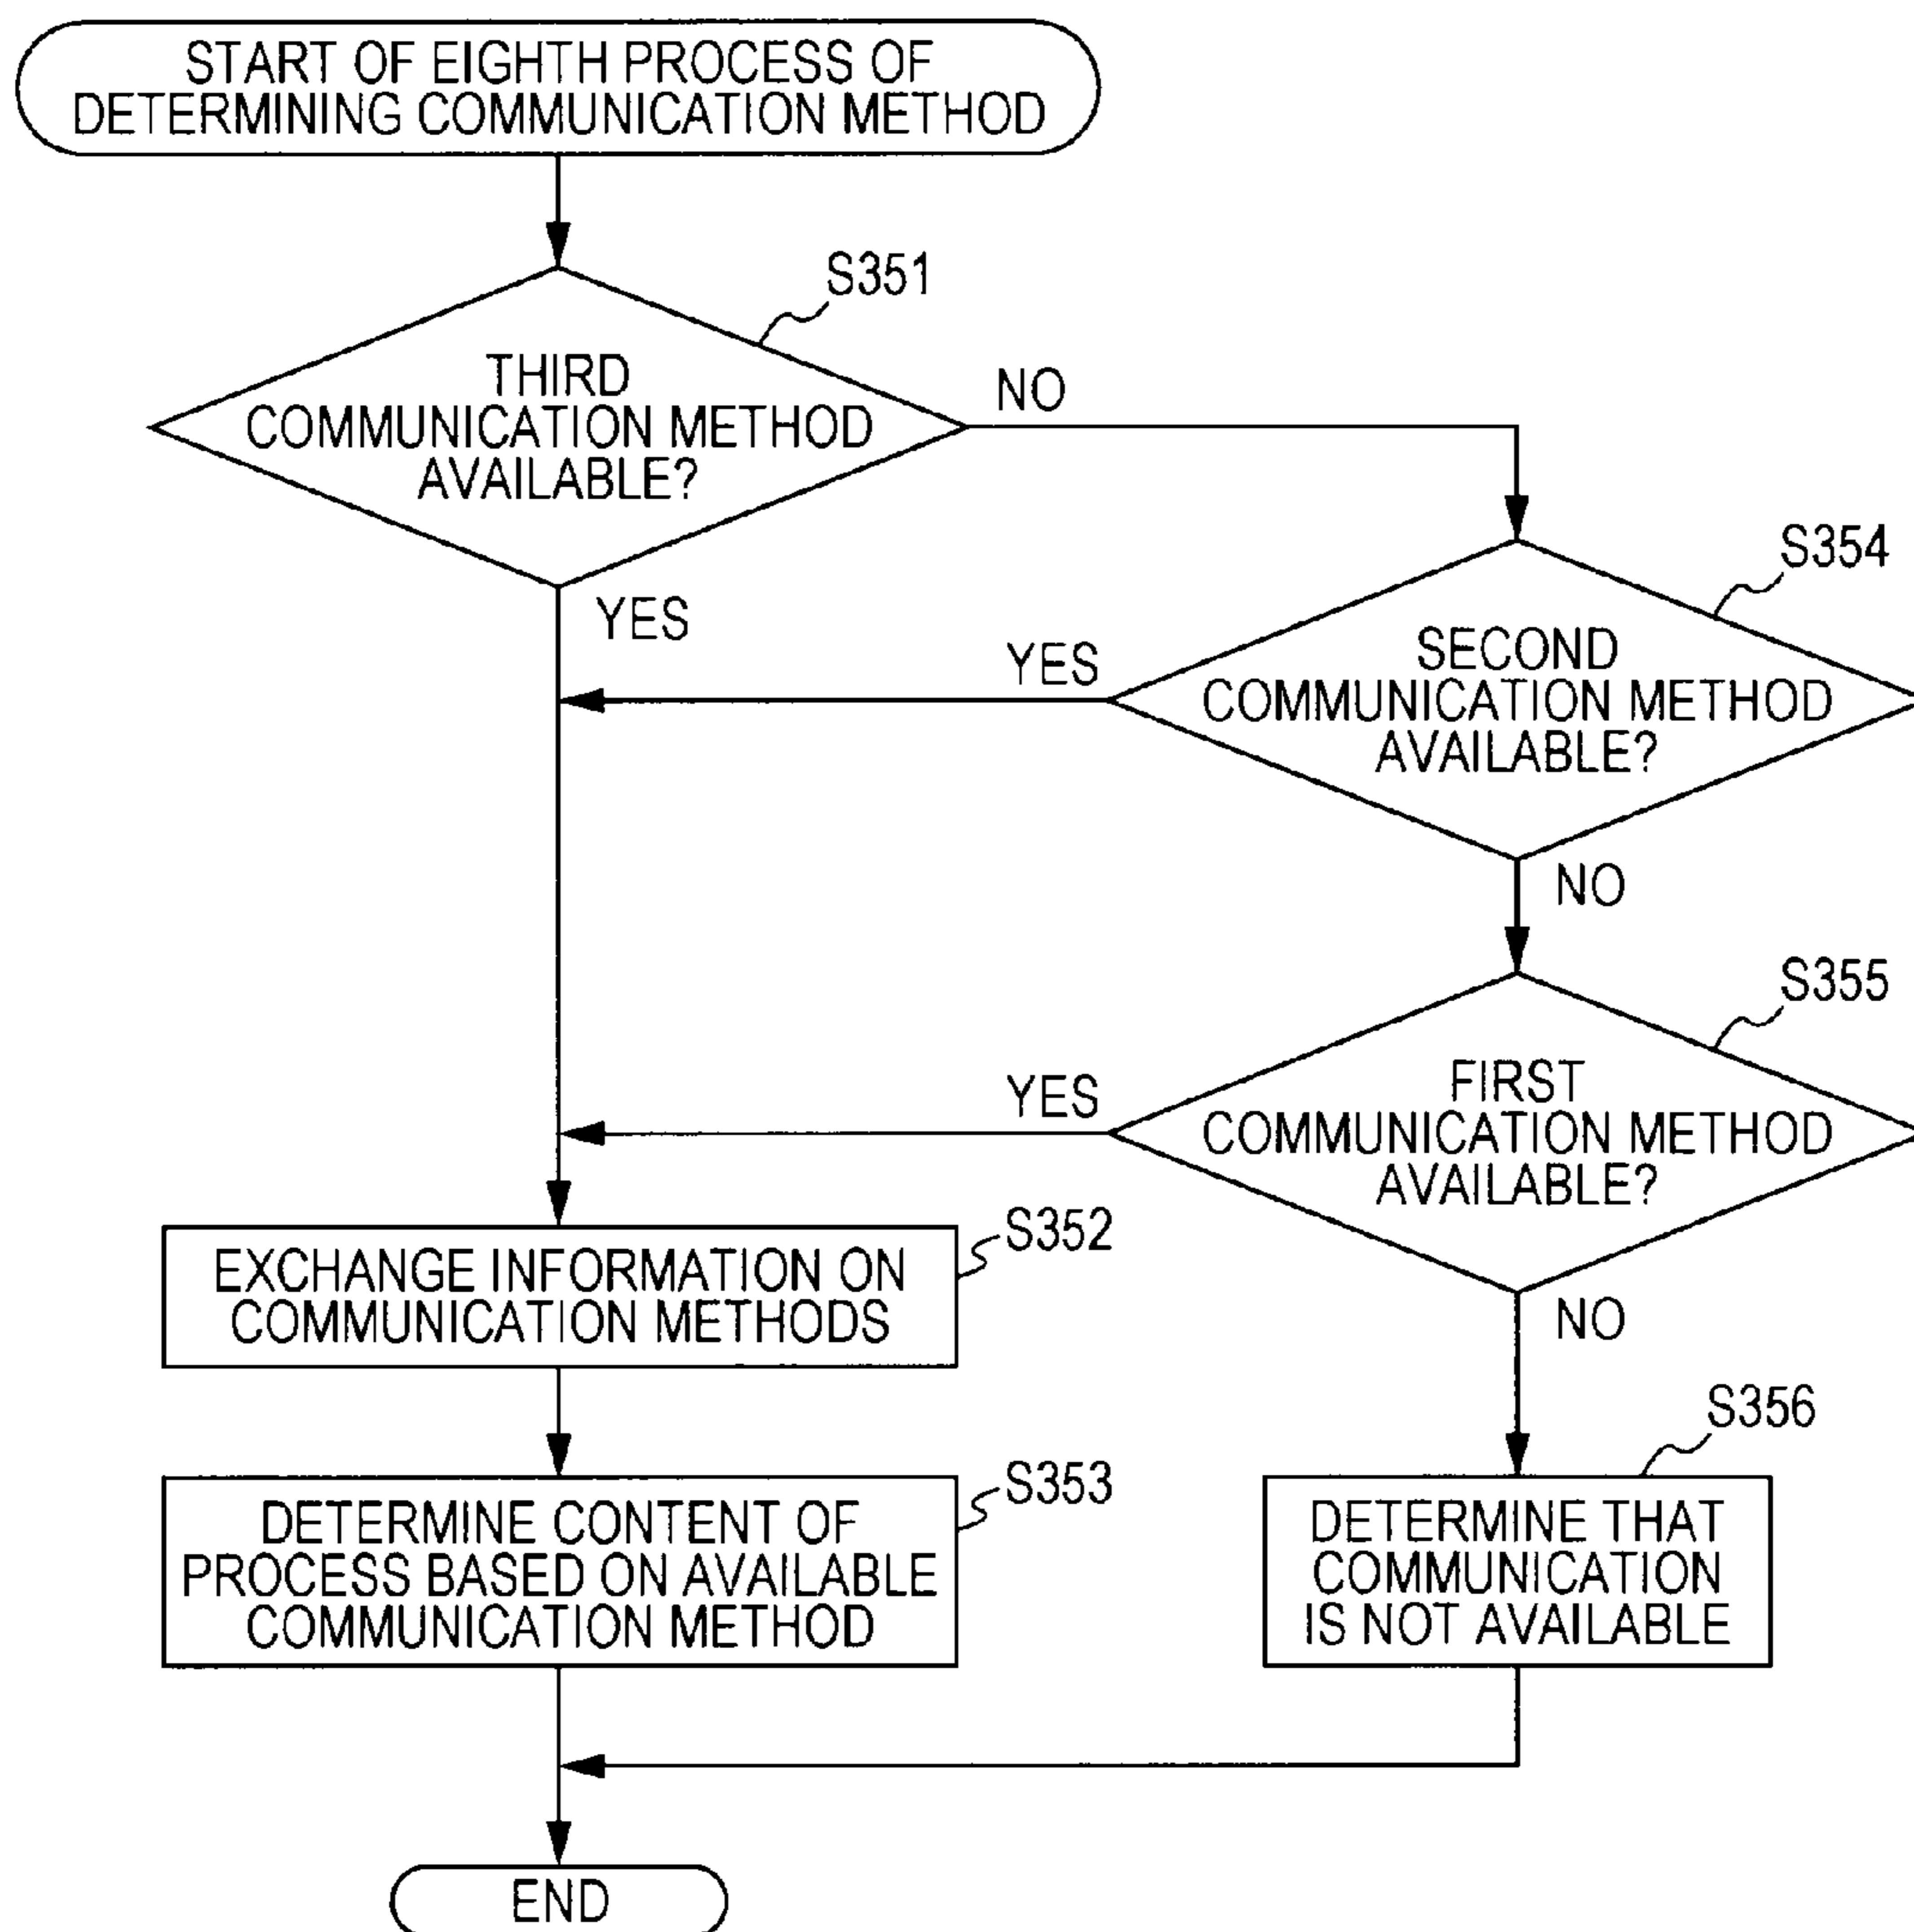 START OF EIGHTH PROCESS OF
DETERMINING COMMUNICATION METHOD
S351
THIRD
COMMUNICATION METHOD
AVAILABLE?
NO
YES
S354
SECOND
COMMUNICATION METHOD
AVAILABLE?
YES
NO
S355
FIRST
COMMUNICATION METHOD
AVAILABLE?
YES
NO
S352
EXCHANGE INFORMATION ON
COMMUNICATION METHODS
S353
DETERMINE CONTENT OF
PROCESS BASED ON AVAILABLE
COMMUNICATION METHOD
S356
DETERMINE THAT
COMMUNICATION
IS NOT AVAILABLE
END